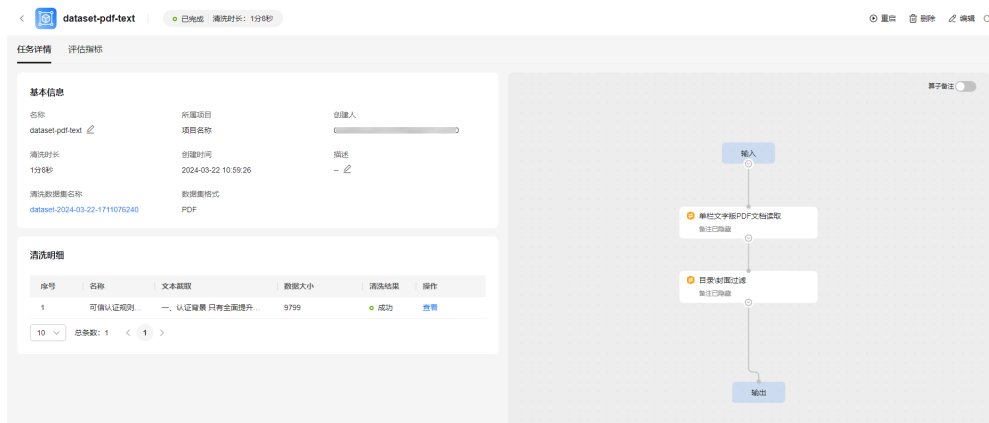 dataset-pdf-text
已完成 清洗时长：1分8秒
重启 删除 编辑
任务详情 评估指标
基本信息
名称 所属项目 创建人
dataset-pdf-text 项目名称
清洗时长 创建时间 描述
1分8秒 2024-03-22 10:59:26 –
清洗数据集名称 数据集格式
dataset-2024-03-22-1711076240 PDF
清洗明细
序号 名称 文本截取 数据大小 清洗结果 操作
1 可信认证规则... 一、认证背景 只有全面提升... 9799 成功 查看
10 总条数：1 1
算子备注
输入
单栏文字版PDF文档读取
备注已隐藏
目录\封面过滤
备注已隐藏
输出